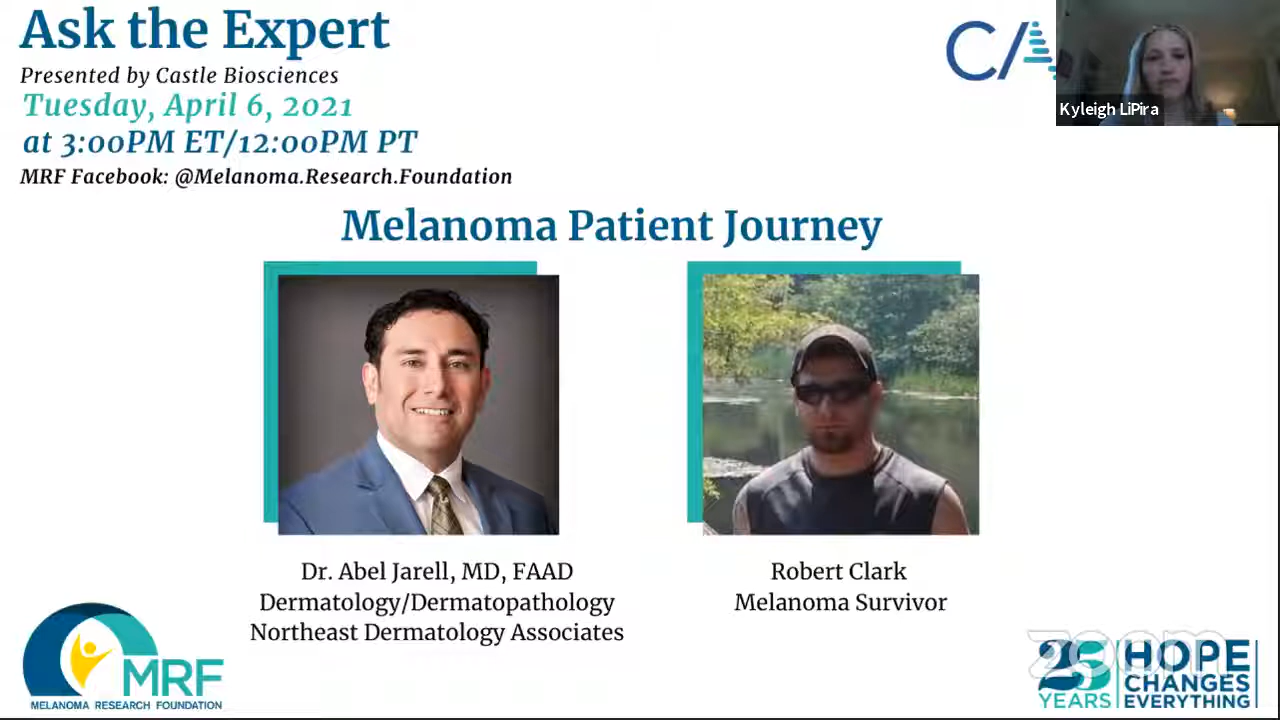 Ask the Expert
Presented by Castle Biosciences
Tuesday, April 6, 2021
at 3:00PM ET/12:00PM PT
MRF Facebook: @Melanoma.Research.Foundation
CA
Kyleigh LiPira
Melanoma Patient Journey
Dr. Abel Jarell, MD, FAAD
Dermatology/Dermatopathology
Northeast Dermatology Associates
Robert Clark
Melanoma Survivor
MRF
MELANOMA RESEARCH FOUNDATION
zoom
25
YEARS
HOPE
CHANGES
EVERYTHING